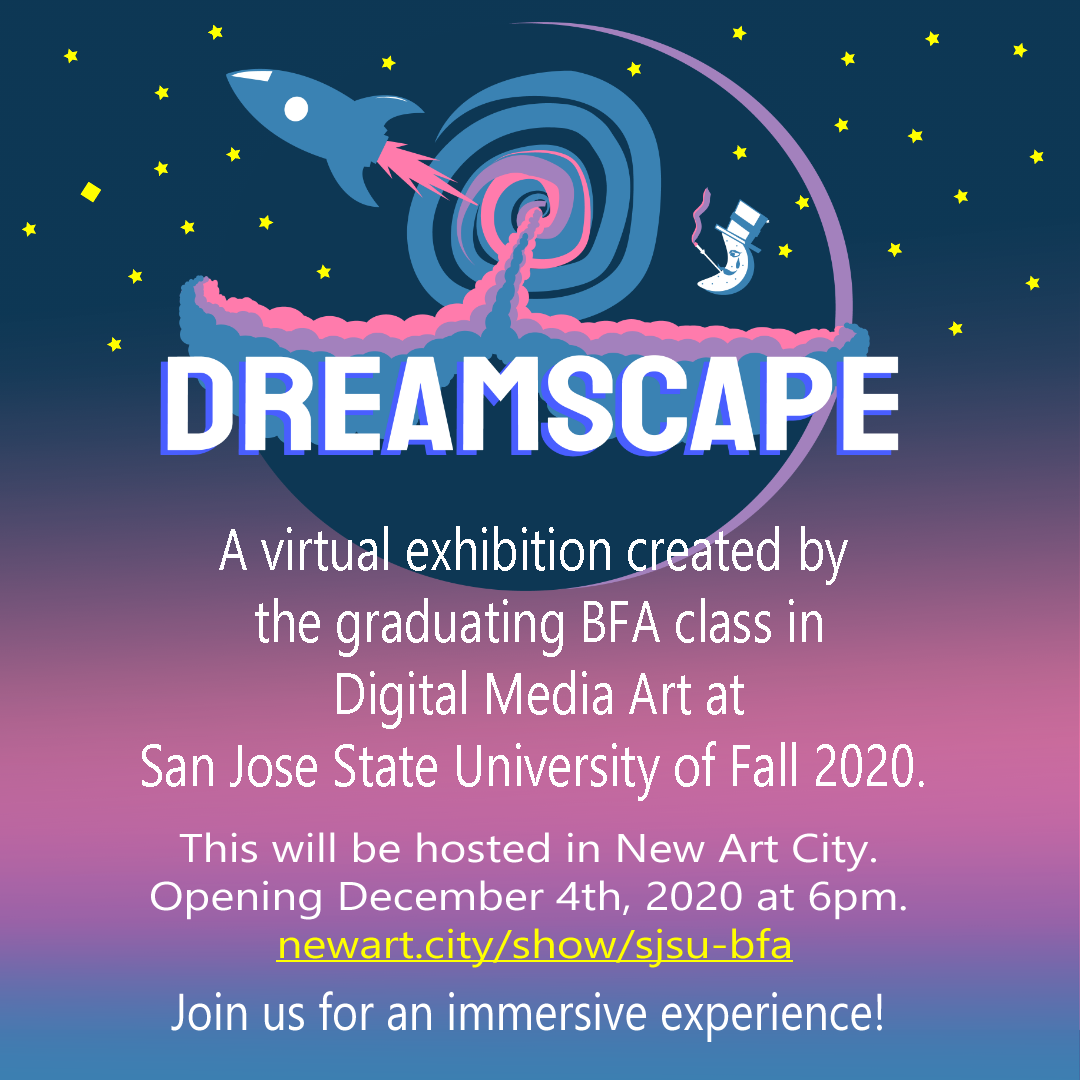 DREAMSCAPE
A virtual exhibition created by
the graduating BFA class in
Digital Media Art at
San Jose State University of Fall 2020.
This will be hosted in New Art City.
Opening December 4th, 2020 at 6pm.
newart.city/show/sjsu-bfa
Join us for an immersive experience!